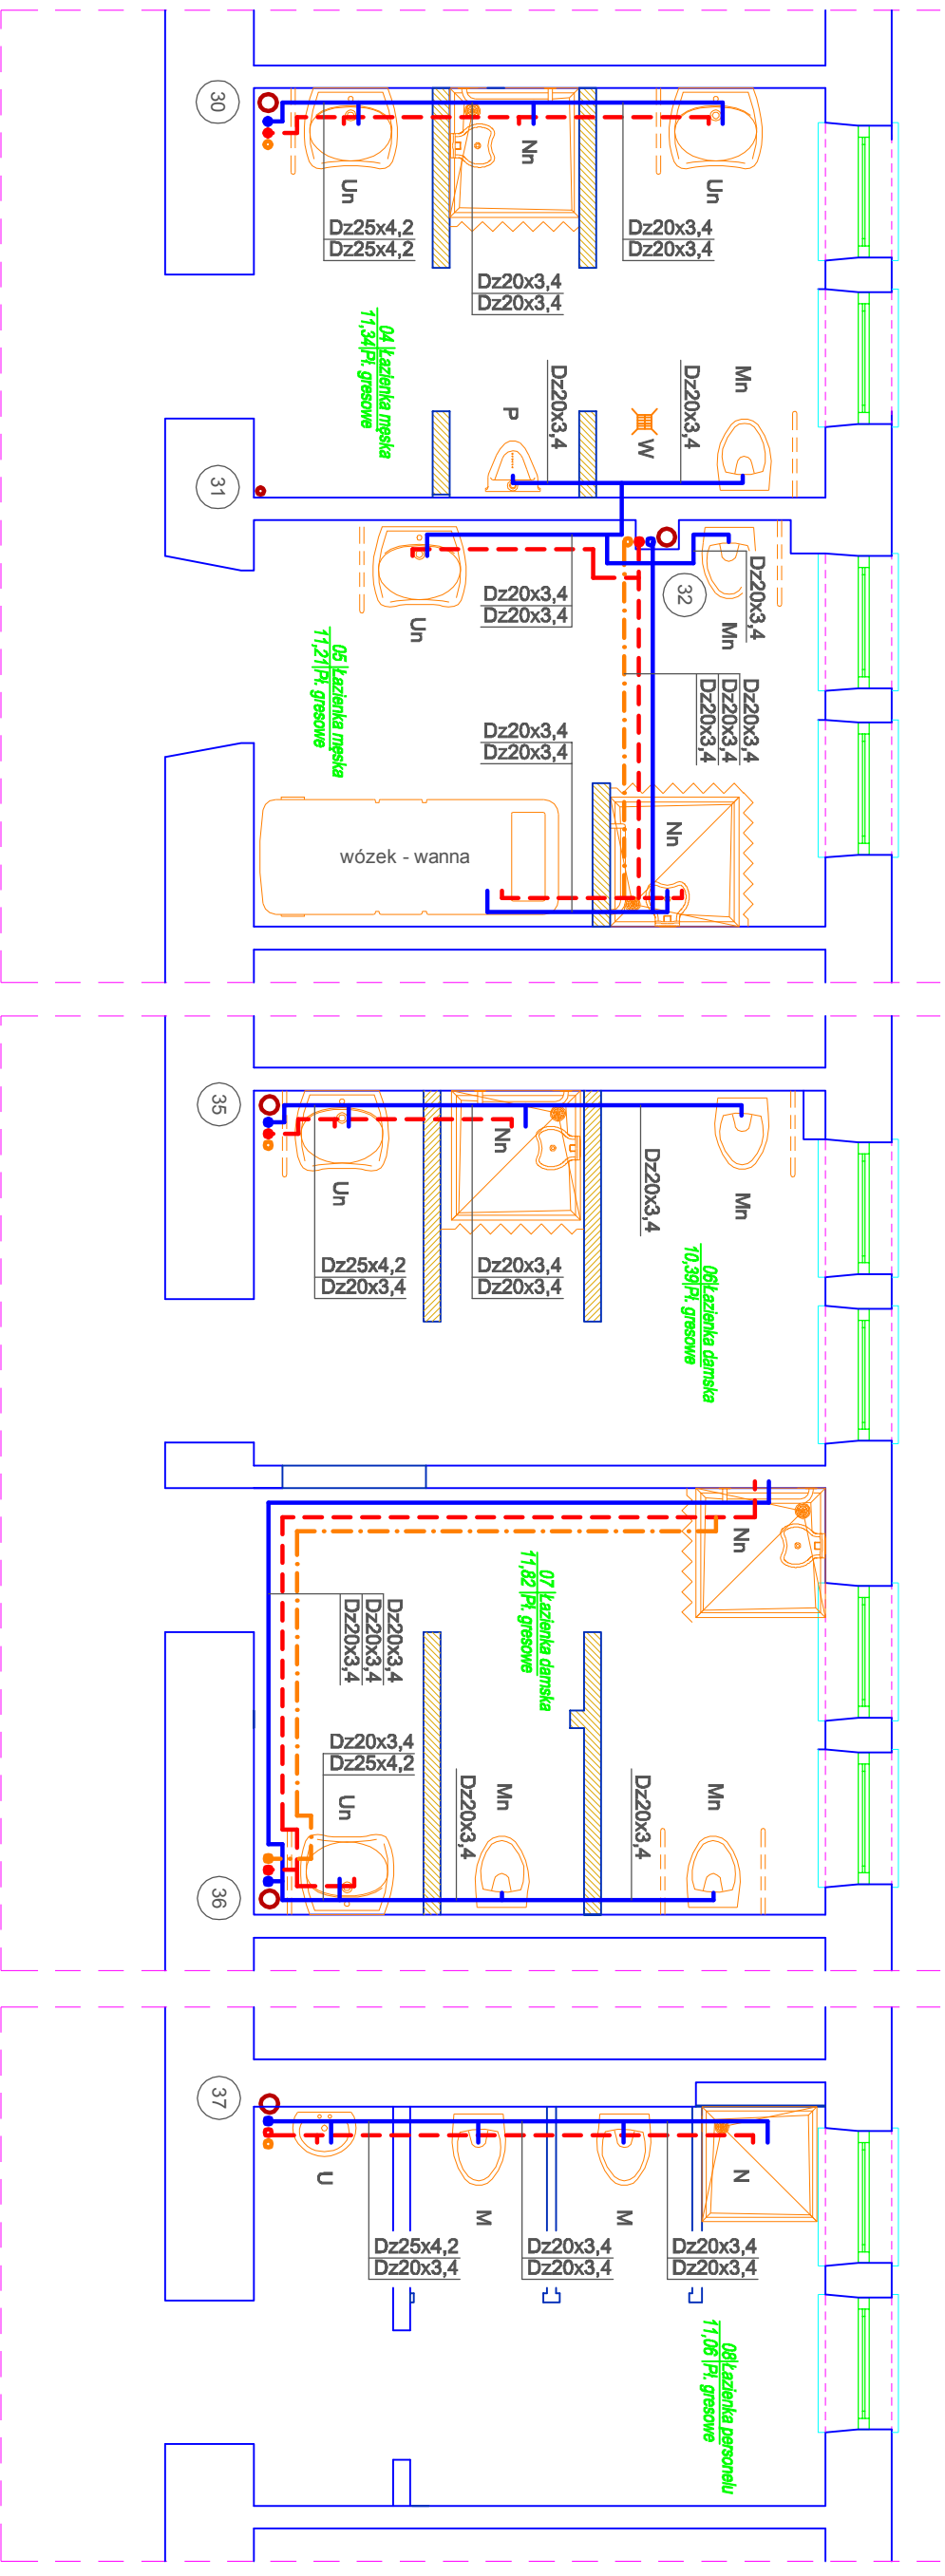 30
Un
Dz25x4,2
Dz25x4,2
Nn
Dz20x3,4
Dz20x3,4
Un
Dz20x3,4
Dz20x3,4
04 Łazienka męska
11,34 Pł. gresowe
P
Dz20x3,4
W
Dz20x3,4
Mn
31
32
Dz20x3,4
Mn
Dz20x3,4
Dz20x3,4
Un
05 Łazienka męska
11,21 Pł. gresowe
Dz20x3,4
Dz20x3,4
Dz20x3,4
Dz20x3,4
Dz20x3,4
Nn
wózek - wanna
35
Un
Dz25x4,2
Dz20x3,4
Nn
Dz20x3,4
Dz20x3,4
Dz20x3,4
Mn
06 Łazienka damska
10,39 Pł. gresowe
Nn
07 Łazienka damska
11,82 Pł. gresowe
Dz20x3,4
Dz20x3,4
Dz20x3,4
Dz20x3,4
Dz25x4,2
Un
Dz20x3,4
Mn
Dz20x3,4
Mn
36
37
U
M
M
N
Dz25x4,2
Dz20x3,4
Dz20x3,4
Dz20x3,4
Dz20x3,4
Dz20x3,4
08 Łazienka personelu
11,06 Pł. gresowe